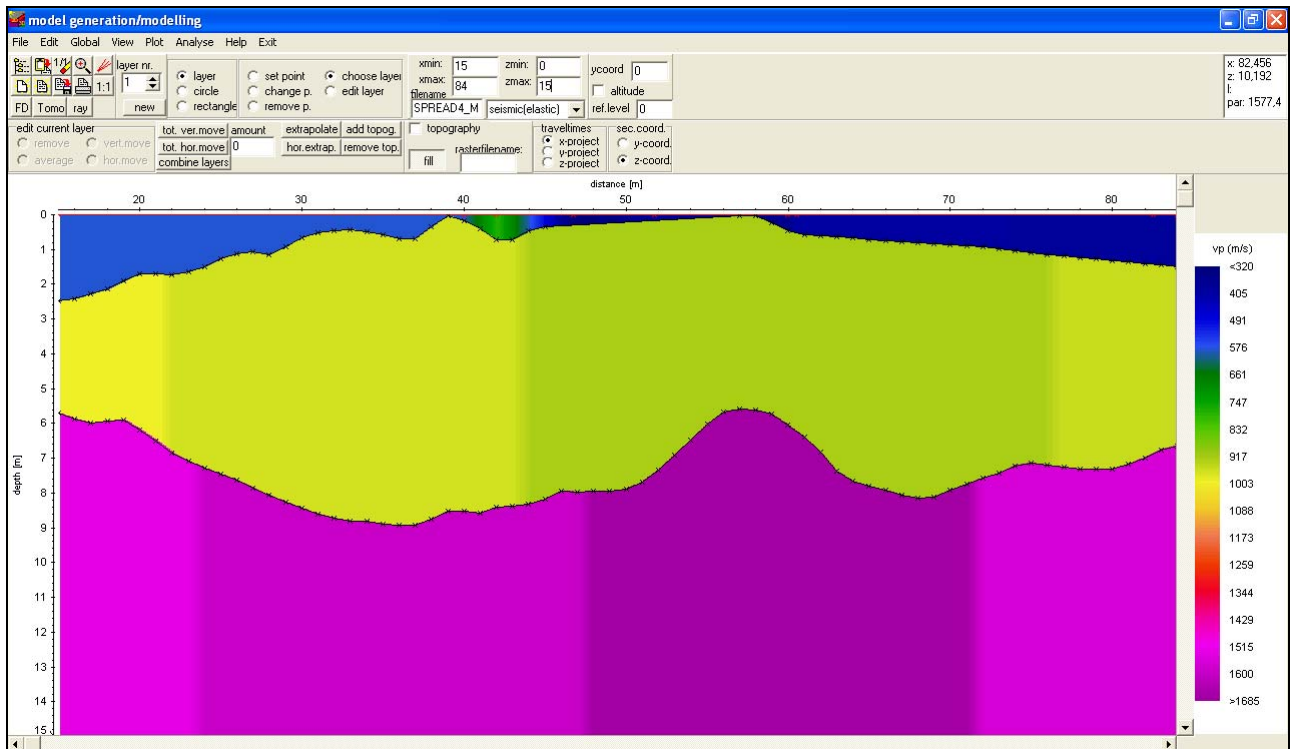 model generation/modelling
File Edit Global View Plot Analyse Help Exit
layer nr.
1
new
1:1
FD Tomo ray
layer
circle
rectangle
set point
change p.
remove p.
choose layer
edit layer
xmin: 15 zmin: 0
xmax: 84 zmax: 15
filename
SPREAD4_M seismic(elastic)
ycoord 0
altitude
ref.level 0
x: 82,456
z: 10,192
l:
par: 1577,4
edit current layer
remove vert.move
average hor.move
tot. ver.move amount
tot. hor.move 0
combine layers
extrapolate add topog.
hor.extrap. remove top.
topography
fill rasterfilename:
traveltimes
x-project
y-project
z-project
sec.coord.
y-coord.
z-coord.
distance [m]
20 30 40 50 60 70 80
0
1
2
3
4
5
6
7
8
9
10
11
12
13
14
15
depth [m]
vp (m/s)
<320
405
491
576
661
747
832
917
1003
1088
1173
1259
1344
1429
1515
1600
>1685